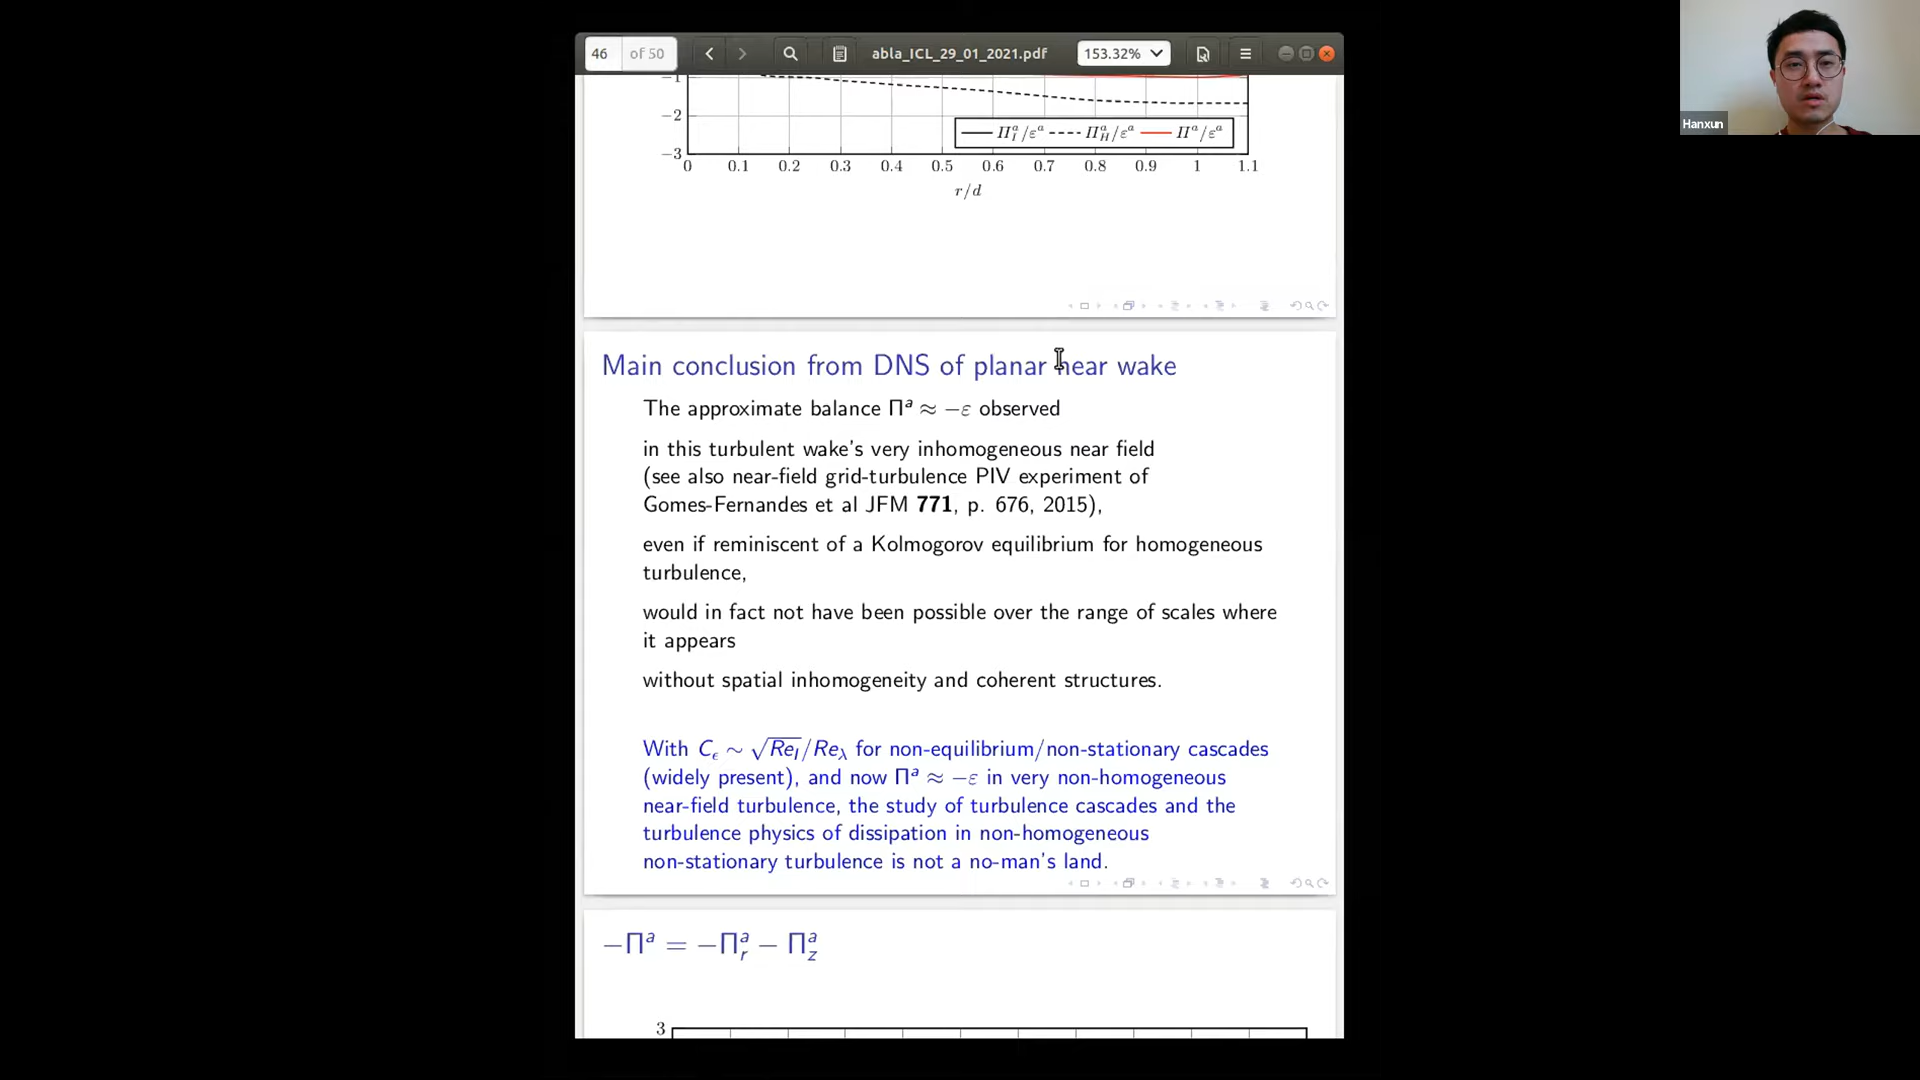 46 of 50
abla_ICL_29_01_2021.pdf
153.32%
Hanxun
−1
−2
−3
Π_I^a/ε^a Π_H^a/ε^a Π^a/ε^a
0 0.1 0.2 0.3 0.4 0.5 0.6 0.7 0.8 0.9 1 1.1
r/d
Main conclusion from DNS of planar near wake
The approximate balance Π^a ≈ −ε observed
in this turbulent wake's very inhomogeneous near field
(see also near-field grid-turbulence PIV experiment of
Gomes-Fernandes et al JFM 771, p. 676, 2015),
even if reminiscent of a Kolmogorov equilibrium for homogeneous
turbulence,
would in fact not have been possible over the range of scales where
it appears
without spatial inhomogeneity and coherent structures.
With C_ϵ ∼ √Re_I/Re_λ for non-equilibrium/non-stationary cascades
(widely present), and now Π^a ≈ −ε in very non-homogeneous
near-field turbulence, the study of turbulence cascades and the
turbulence physics of dissipation in non-homogeneous
non-stationary turbulence is not a no-man's land.
−Π^a = −Π_r^a − Π_z^a
3